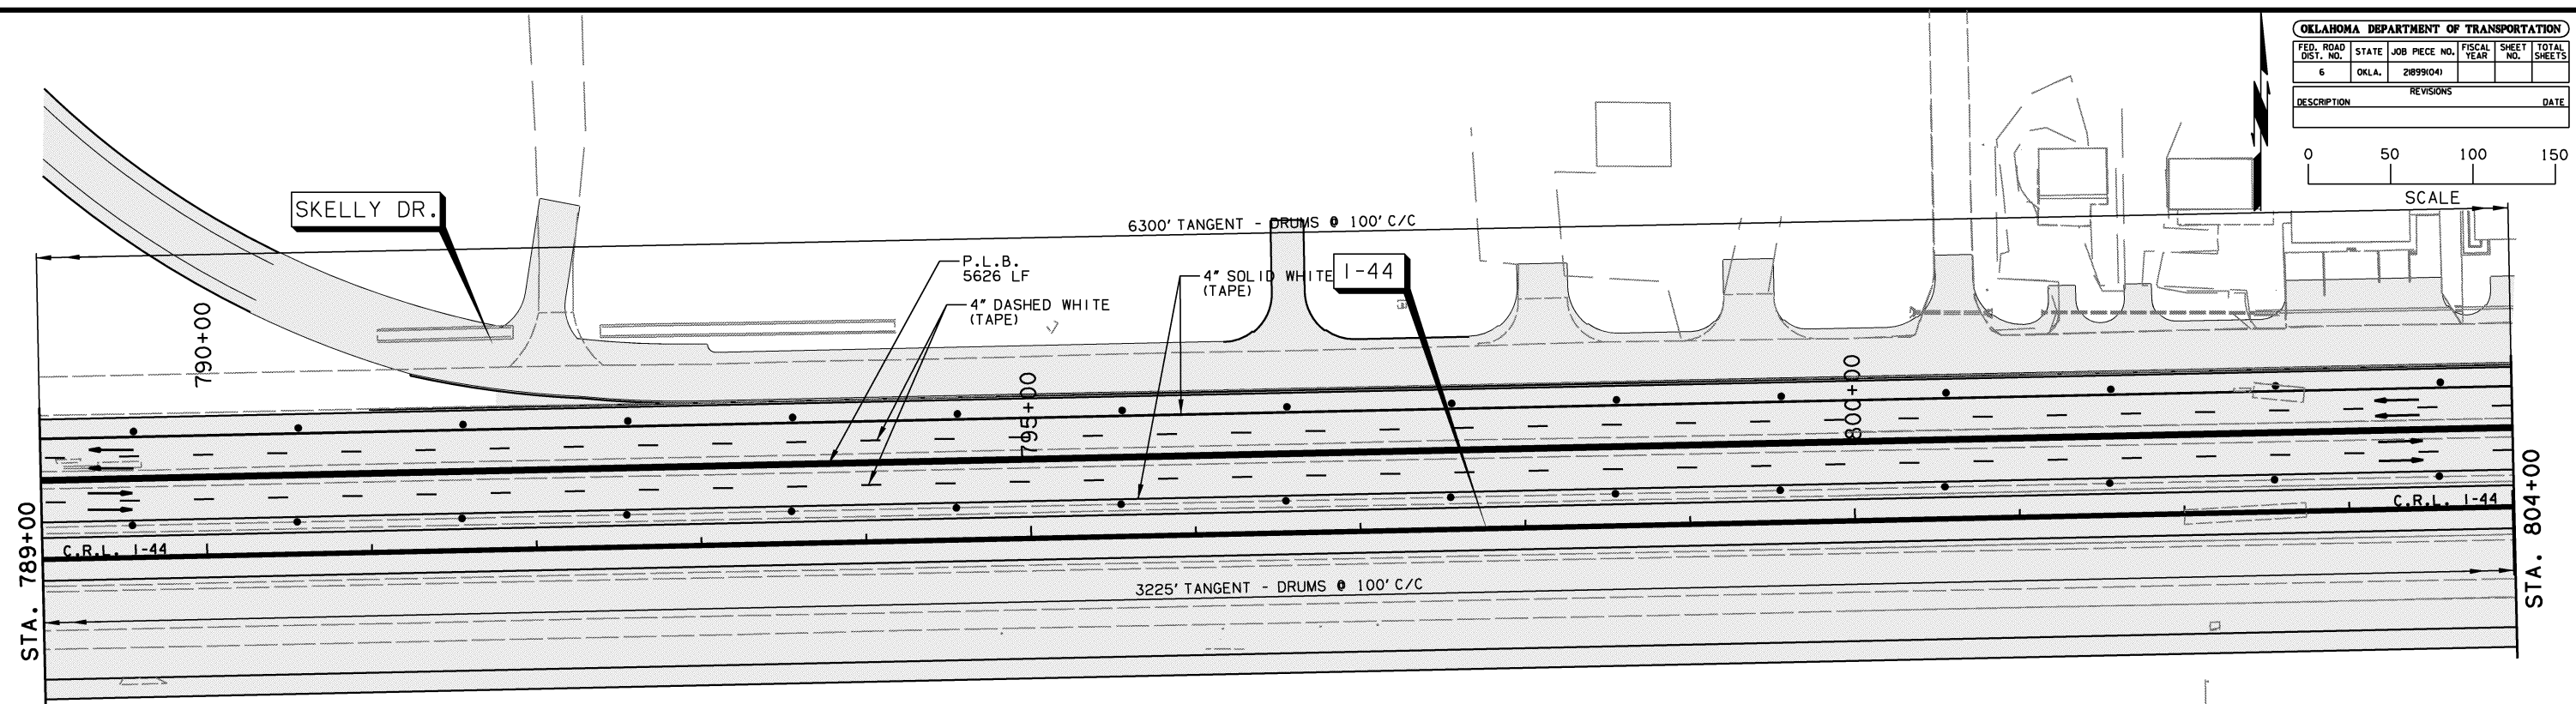 OKLAHOMA DEPARTMENT OF TRANSPORTATION
FED. ROAD DIST. NO.
STATE
JOB PIECE NO.
FISCAL YEAR
SHEET NO.
TOTAL SHEETS
6
OKLA.
21899(04)
REVISIONS
DESCRIPTION
DATE
0 50 100 150
SCALE
SKELLY DR.
6300' TANGENT - DRUMS @ 100' C/C
P.L.B.
5626 LF
4" SOLID WHITE
(TAPE)
I-44
4" DASHED WHITE
(TAPE)
790+00
795+00
800+00
C.R.L. I-44
C.R.L. I-44
3225' TANGENT - DRUMS @ 100' C/C
STA. 789+00
STA. 804+00